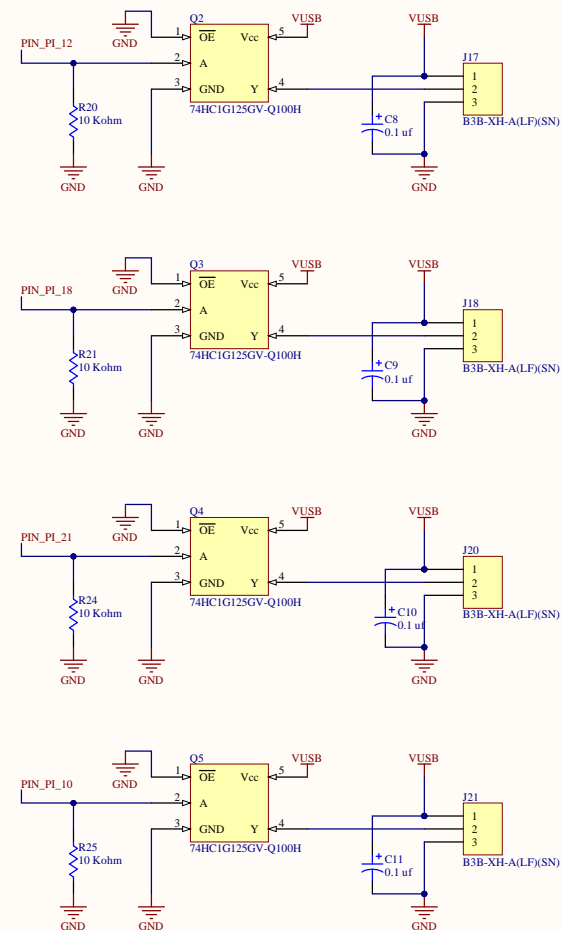 Q2
VUSB
VUSB
GND
PIN_PI_12
1
OE
Vcc
5
2
A
3
GND
Y
4
74HC1G125GV-Q100H
R20
10 Kohm
GND
GND
C8
0.1 uf
GND
J17
1
2
3
B3B-XH-A(LF)(SN)
Q3
VUSB
VUSB
GND
PIN_PI_18
1
OE
Vcc
5
2
A
3
GND
Y
4
74HC1G125GV-Q100H
R21
10 Kohm
GND
GND
C9
0.1 uf
GND
J18
1
2
3
B3B-XH-A(LF)(SN)
Q4
VUSB
VUSB
GND
PIN_PI_21
1
OE
Vcc
5
2
A
3
GND
Y
4
74HC1G125GV-Q100H
R24
10 Kohm
GND
GND
C10
0.1 uf
GND
J20
1
2
3
B3B-XH-A(LF)(SN)
Q5
VUSB
VUSB
GND
PIN_PI_10
1
OE
Vcc
5
2
A
3
GND
Y
4
74HC1G125GV-Q100H
R25
10 Kohm
GND
GND
C11
0.1 uf
GND
J21
1
2
3
B3B-XH-A(LF)(SN)